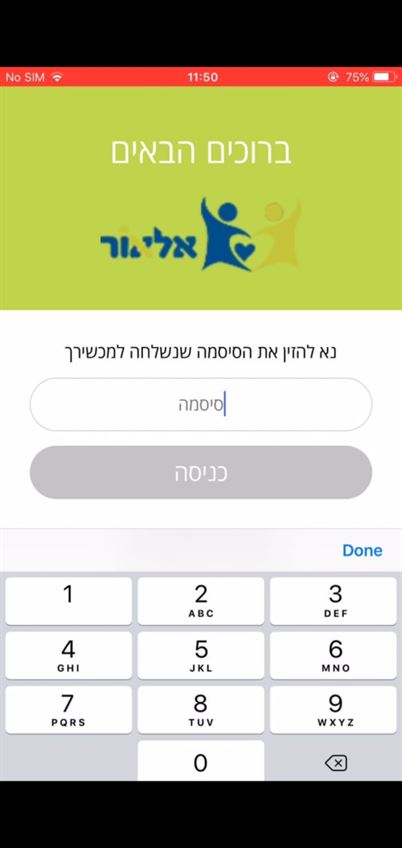 No SIM 11:50 75%
ברוכים הבאים
אליאור
נא להזין את הסיסמה שנשלחה למכשירך
סיסמה
כניסה
Done
1 2 3
ABC DEF
4 5 6
GHI JKL MNO
7 8 9
PQRS TUV WXYZ
0